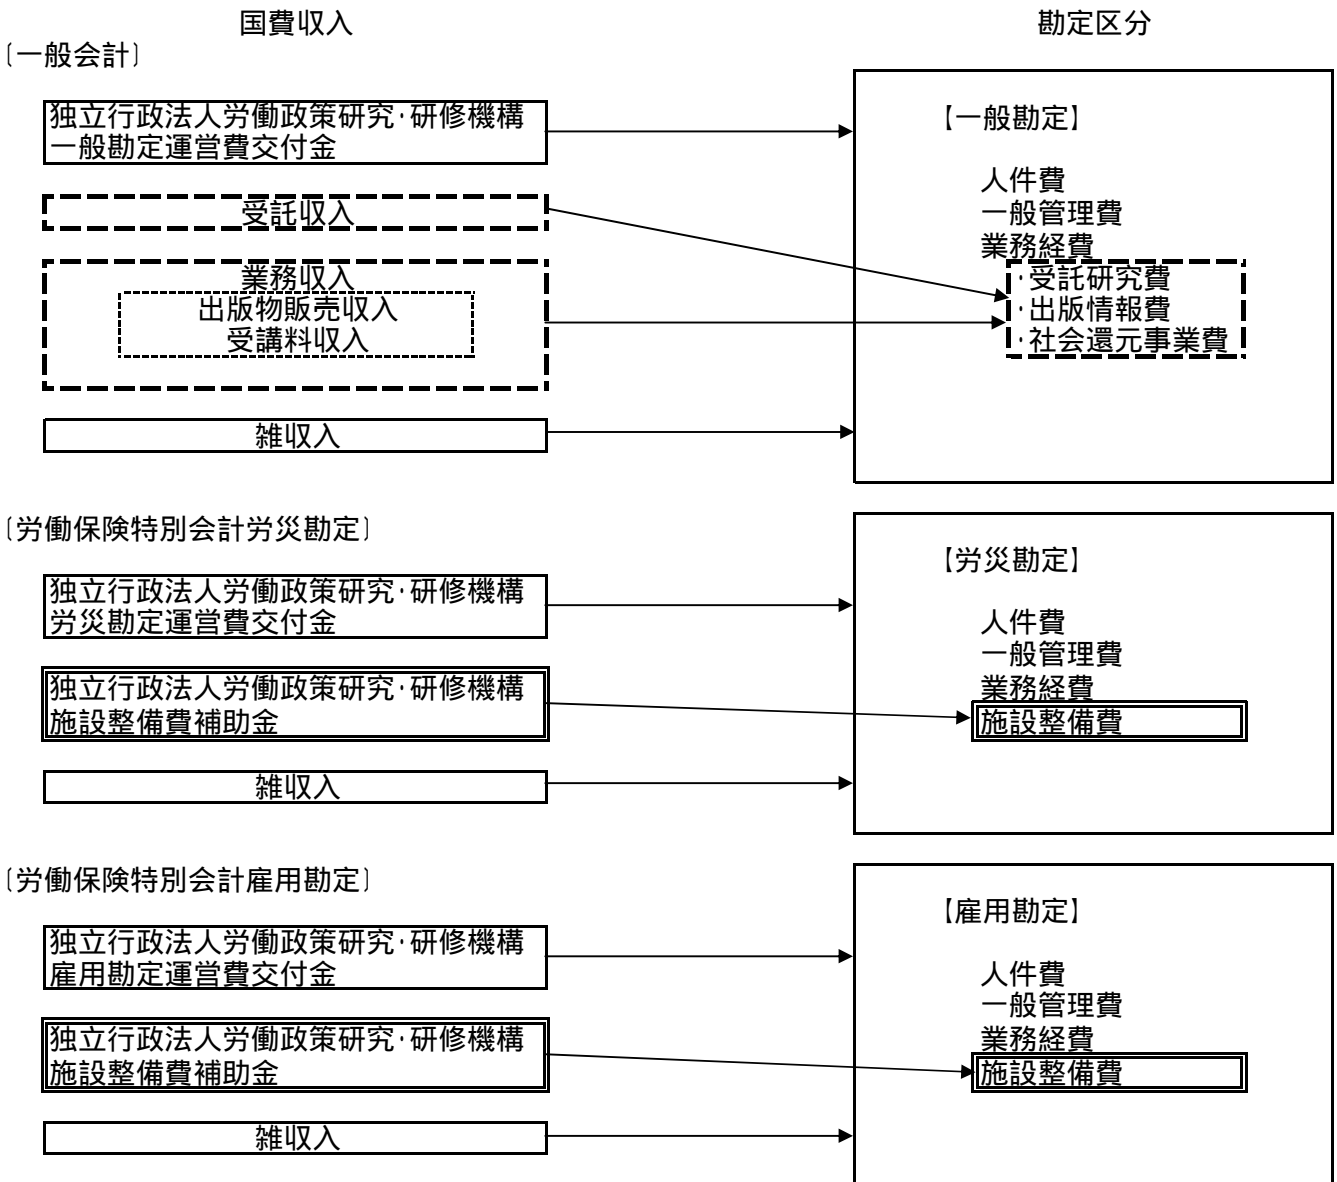 国費収入
勘定区分
〔一般会計〕
独立行政法人労働政策研究・研修機構
一般勘定運営費交付金
受託収入
業務収入
出版物販売収入
受講料収入
雑収入
【一般勘定】
人件費
一般管理費
業務経費
・受託研究費
・出版情報費
・社会還元事業費
〔労働保険特別会計労災勘定〕
独立行政法人労働政策研究・研修機構
労災勘定運営費交付金
独立行政法人労働政策研究・研修機構
施設整備費補助金
雑収入
【労災勘定】
人件費
一般管理費
業務経費
施設整備費
〔労働保険特別会計雇用勘定〕
独立行政法人労働政策研究・研修機構
雇用勘定運営費交付金
独立行政法人労働政策研究・研修機構
施設整備費補助金
雑収入
【雇用勘定】
人件費
一般管理費
業務経費
施設整備費